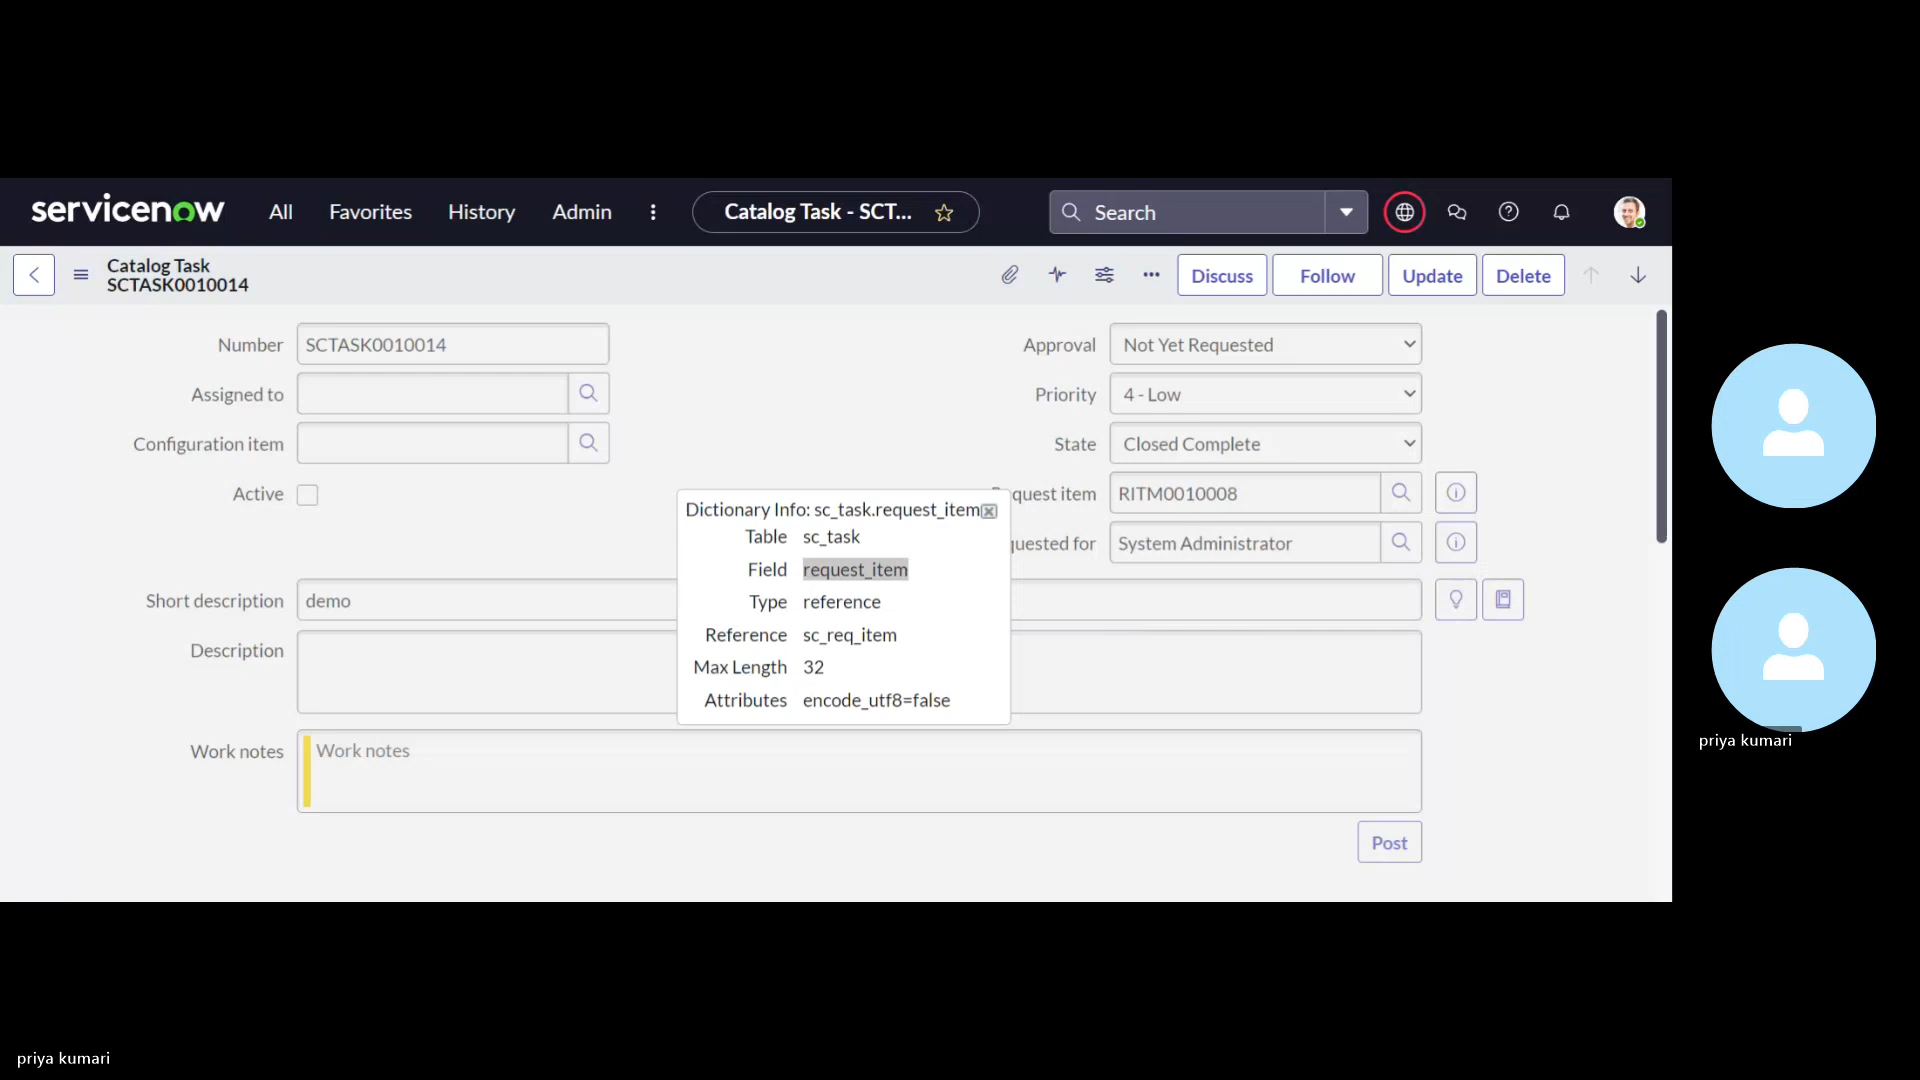 servicenow
All
Favorites
History
Admin
Catalog Task - SCT...
Search
Catalog Task
SCTASK0010014
Discuss
Follow
Update
Delete
Number
SCTASK0010014
Approval
Not Yet Requested
Assigned to
Priority
4 - Low
Configuration item
State
Closed Complete
Active
quest item
RITM0010008
quested for
System Administrator
Dictionary Info: sc_task.request_item
Table sc_task
Field request_item
Type reference
Reference sc_req_item
Max Length 32
Attributes encode_utf8=false
Short description
demo
Description
Work notes
Work notes
Post
priya kumari
priya kumari